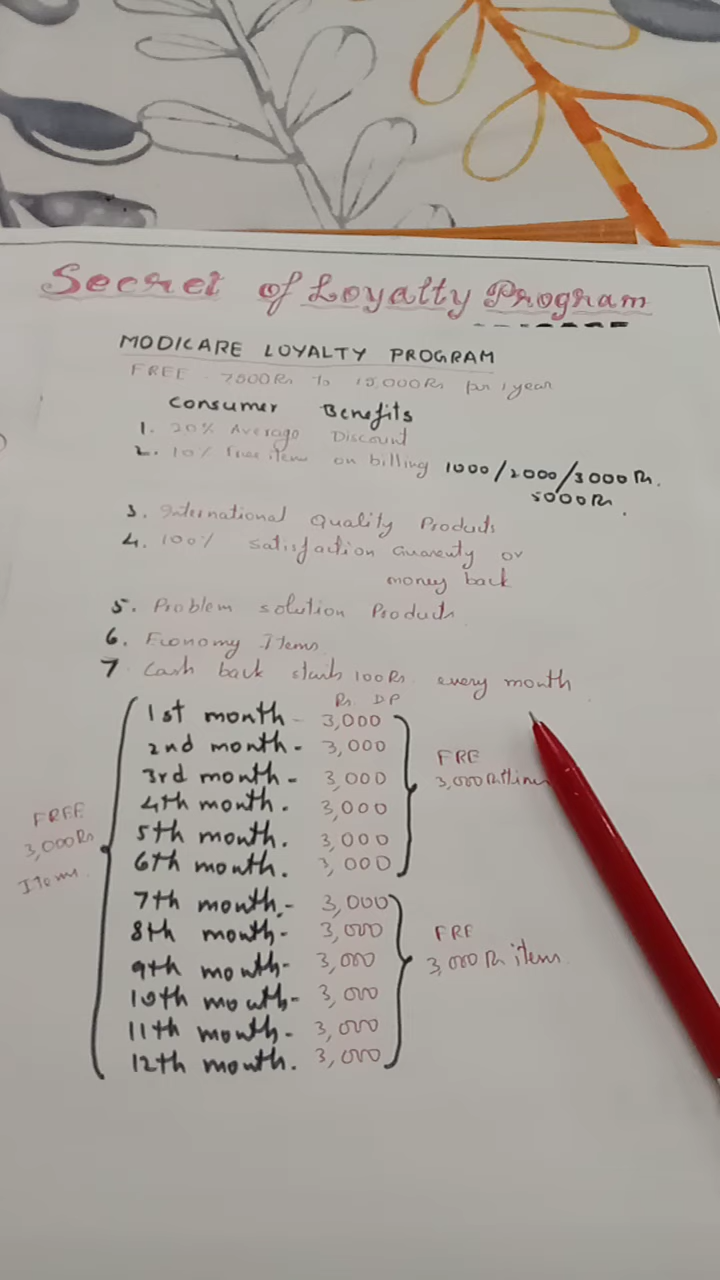 Secret of Loyalty Program
MODICARE LOYALTY PROGRAM
FREE - 7500Rs to 15,000Rs per 1 year
Consumer Benefits
1. 20% Average Discount
2. 10% Free item on billing 1000/2000/3000 Rs.
5000 Rs.
3. International Quality Products
4. 100% satisfaction Guarenty or
money back
5. Problem solution Products
6. Economy Items
7 Cash back starts 100Rs every month
Rs. DP
1st month - 3,000
2nd month - 3,000
3rd month - 3,000
4th month. 3,000
5th month. 3,000
6th month. 3,000
FRE
3,000 Rs
7th month.- 3,000
8th month- 3,000
9th month- 3,000
10th month- 3,000
11th month- 3,000
12th month. 3,000
FRE
3,000 Rs items.
FREE
3,000Rs
Items.